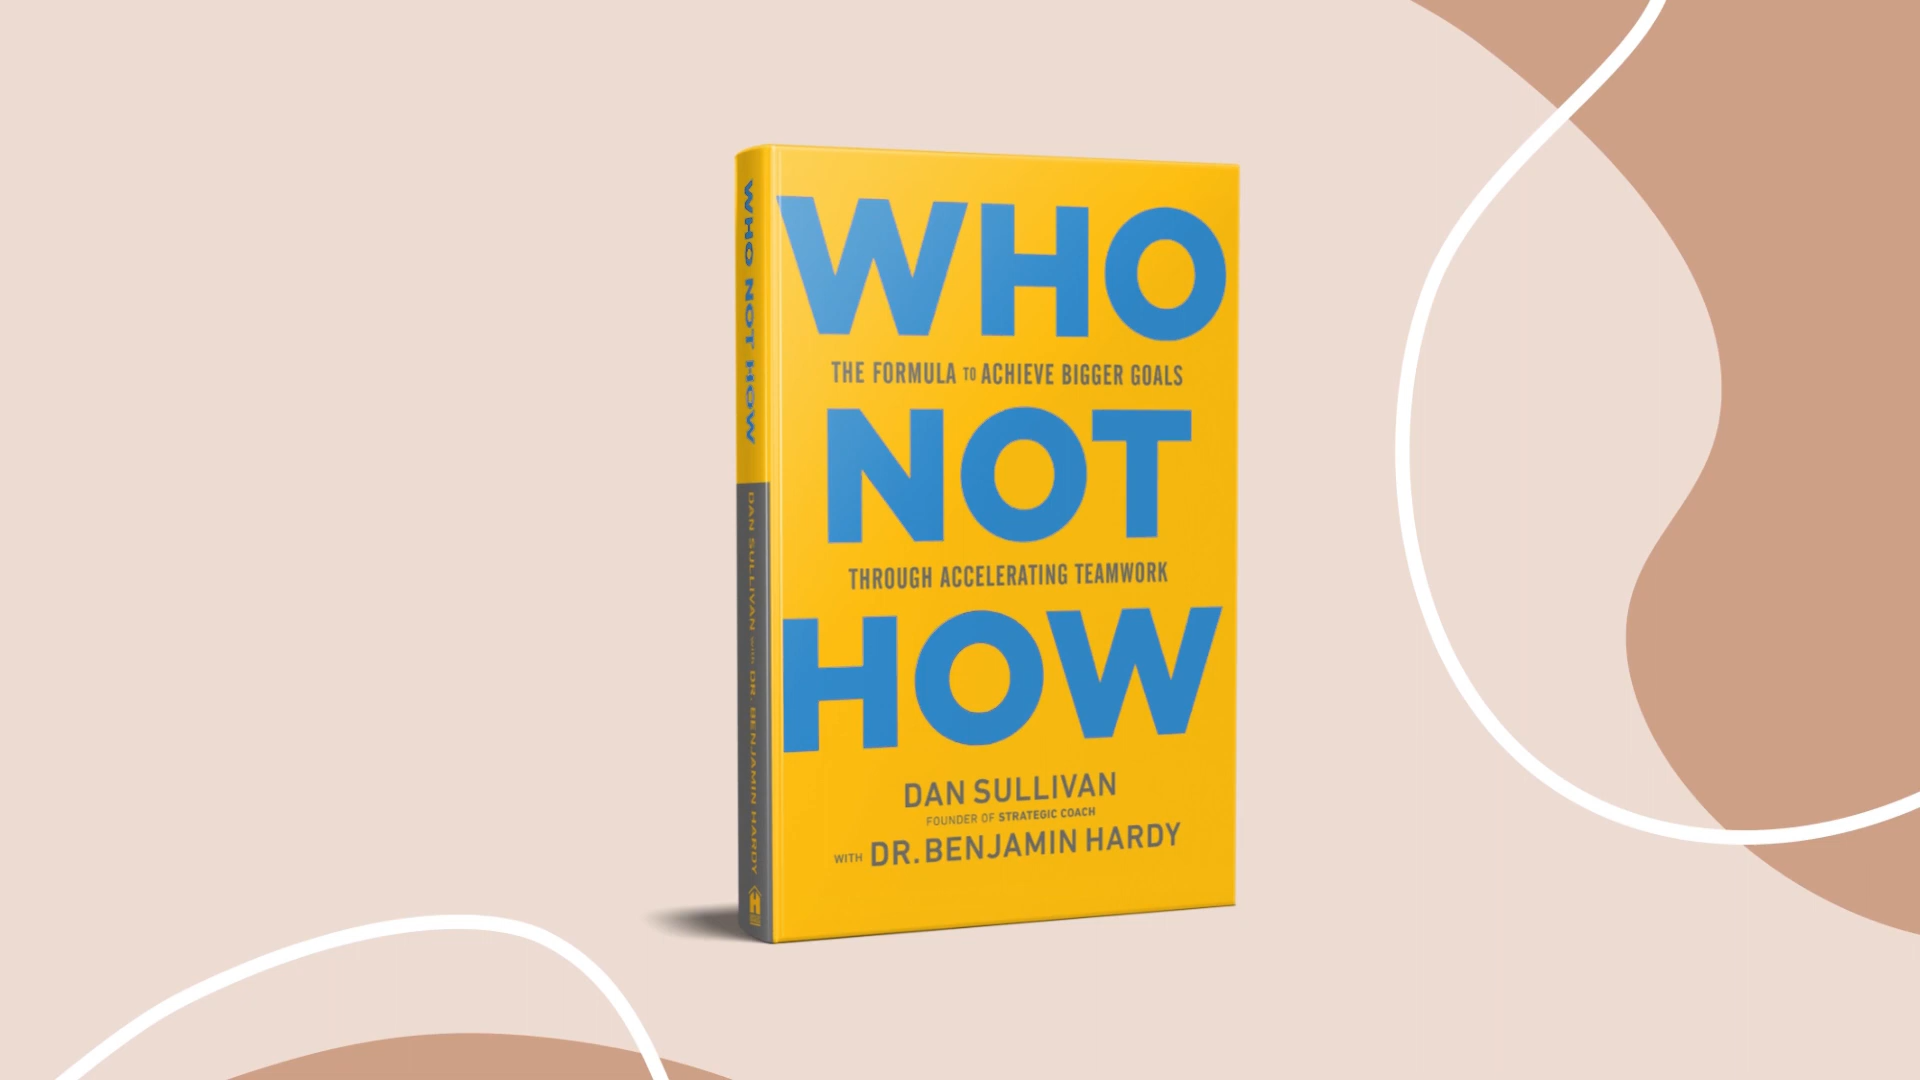 WHO NOT HOW
DAN SULLIVAN WITH DR. BENJAMIN HARDY
WHO
THE FORMULA TO ACHIEVE BIGGER GOALS
NOT
THROUGH ACCELERATING TEAMWORK
HOW
DAN SULLIVAN
FOUNDER OF STRATEGIC COACH
WITH DR. BENJAMIN HARDY